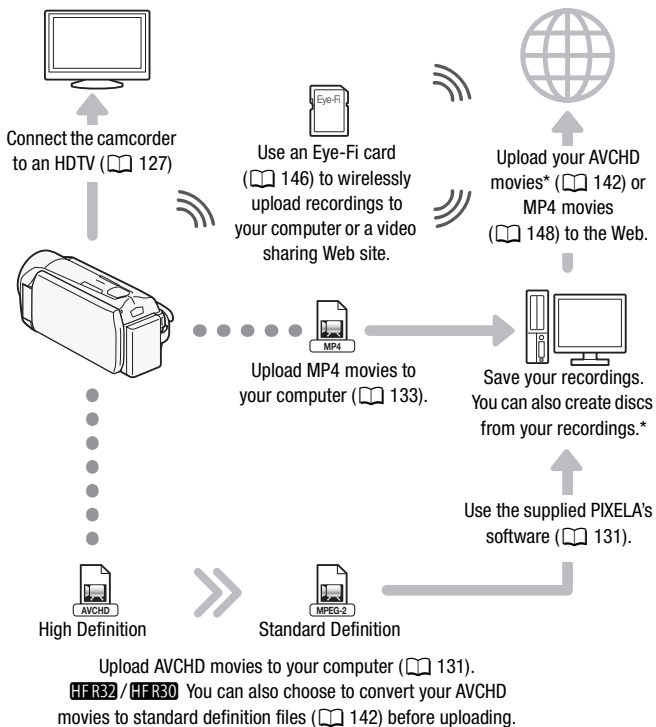 Connect the camcorder
to an HDTV (127)
Eye-Fi
Use an Eye-Fi card
(146) to wirelessly
upload recordings to
your computer or a video
sharing Web site.
Upload your AVCHD
movies* (142) or
MP4 movies
(148) to the Web.
MP4
Upload MP4 movies to
your computer (133).
Save your recordings.
You can also create discs
from your recordings.*
Use the supplied PIXELA's
software (131).
AVCHD
High Definition
MPEG-2
Standard Definition
Upload AVCHD movies to your computer (131).
HF R32 / HF R30 You can also choose to convert your AVCHD
movies to standard definition files (142) before uploading.